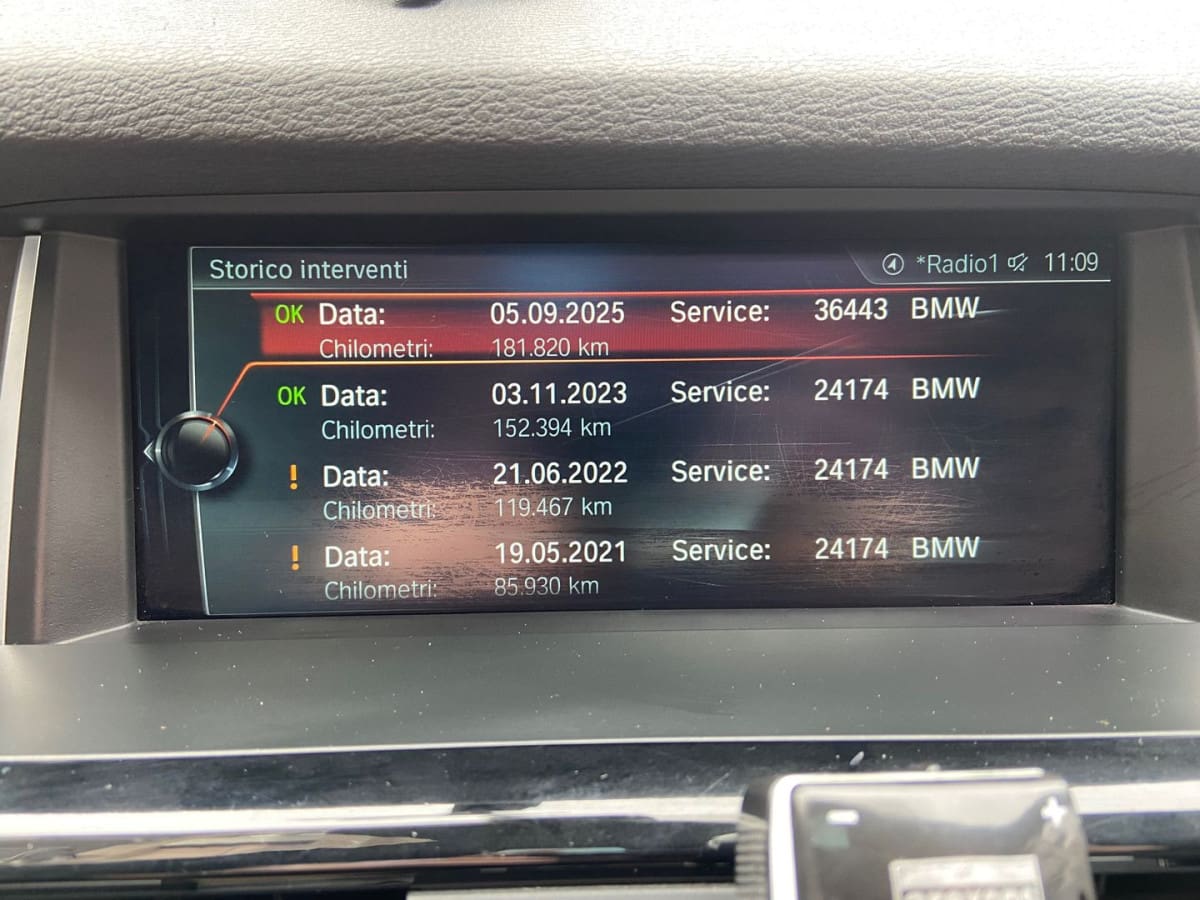 Storico interventi *Radio1 11:09
OK Data: 05.09.2025 Service: 36443 BMW
Chilometri: 181.820 km
OK Data: 03.11.2023 Service: 24174 BMW
Chilometri: 152.394 km
! Data: 21.06.2022 Service: 24174 BMW
Chilometri: 119.467 km
! Data: 19.05.2021 Service: 24174 BMW
Chilometri: 85.930 km
- +